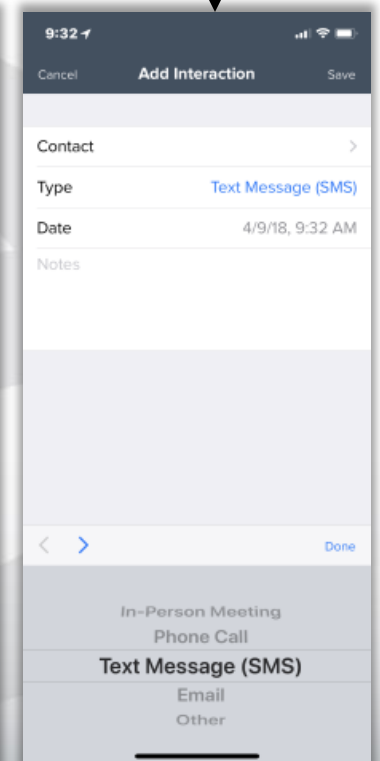 9:32
Cancel Add Interaction Save
Contact
Type Text Message (SMS)
Date 4/9/18, 9:32 AM
Notes
Done
In-Person Meeting
Phone Call
Text Message (SMS)
Email
Other